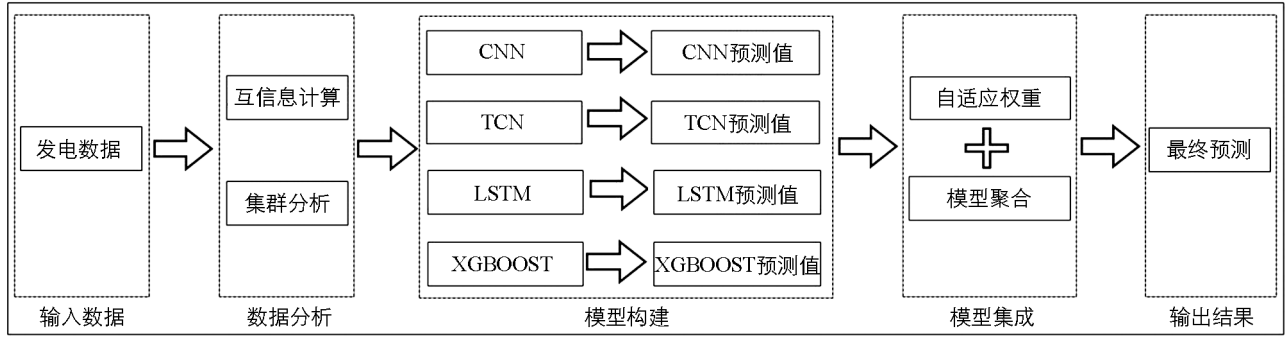 发电数据
输入数据
互信息计算
集群分析
数据分析
CNN
CNN预测值
TCN
TCN预测值
LSTM
LSTM预测值
XGBOOST
XGBOOST预测值
模型构建
自适应权重
模型聚合
模型集成
最终预测
输出结果